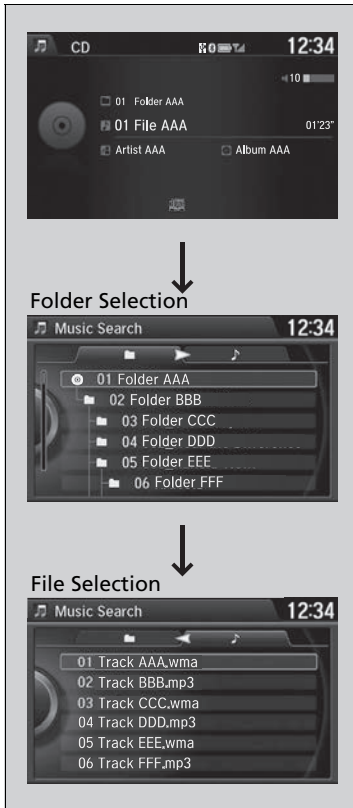 CD 12:34
10
01 Folder AAA
01 File AAA 01'23"
Artist AAA Album AAA
Folder Selection
Music Search 12:34
01 Folder AAA
02 Folder BBB
03 Folder CCC
04 Folder DDD
05 Folder EEE
06 Folder FFF
File Selection
Music Search 12:34
01 Track AAA.wma
02 Track BBB.mp3
03 Track CCC.wma
04 Track DDD.mp3
05 Track EEE.wma
06 Track FFF.mp3